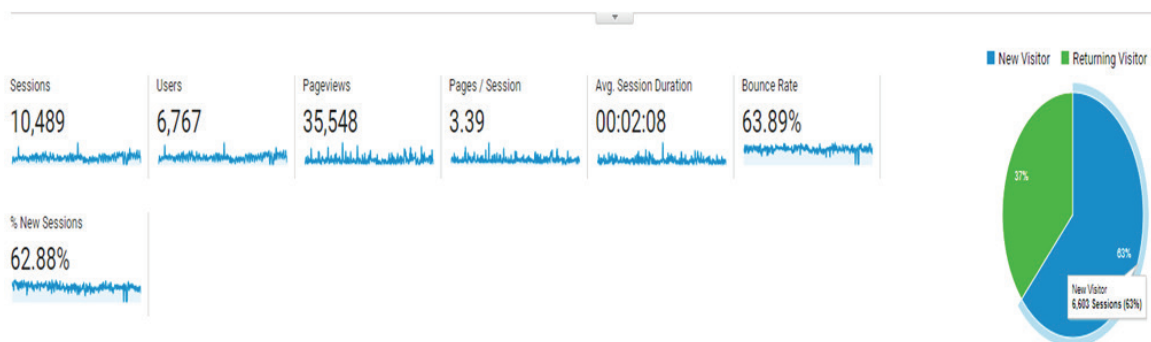 New Visitor Returning Visitor
Sessions
10,489
Users
6,767
Pageviews
35,548
Pages / Session
3.39
Avg. Session Duration
00:02:08
Bounce Rate
63.89%
% New Sessions
62.88%
37%
63%
New Visitor
6,603 Sessions (63%)